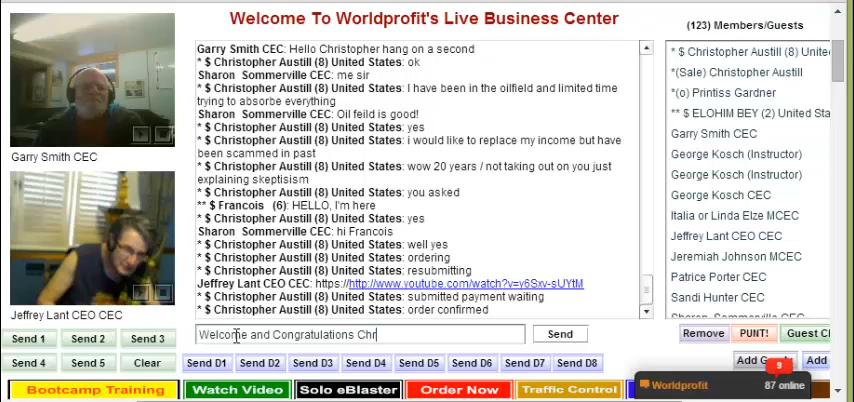 Welcome To Worldprofit's Live Business Center
(123) Members/Guests
Garry Smith CEC
Jeffrey Lant CEO CEC
Garry Smith CEC: Hello Christopher hang on a second
* $ Christopher Austill (8) United States: ok
Sharon Sommerville CEC: me sir
* $ Christopher Austill (8) United States: I have been in the oilfield and limited time
trying to absorbe everything
Sharon Sommerville CEC: Oil feild is good!
* $ Christopher Austill (8) United States: yes
* $ Christopher Austill (8) United States: i would like to replace my income but have
been scammed in past
* $ Christopher Austill (8) United States: wow 20 years / not taking out on you just
explaining skeptisism
* $ Christopher Austill (8) United States: you asked
** $ Francois (6): HELLO, I'm here
* $ Christopher Austill (8) United States: yes
Sharon Sommerville CEC: hi Francois
* $ Christopher Austill (8) United States: well yes
* $ Christopher Austill (8) United States: ordering
* $ Christopher Austill (8) United States: resubmitting
Jeffrey Lant CEO CEC: https://http://www.youtube.com/watch?v=y6Sxv-sUYtM
* $ Christopher Austill (8) United States: submitted payment waiting
* $ Christopher Austill (8) United States: order confirmed
* $ Christopher Austill (8) Unite
*(Sale) Christopher Austill
*(o) Printiss Gardner
** $ ELOHIM BEY (2) United Sta
Garry Smith CEC
George Kosch (Instructor)
George Kosch (Instructor)
George Kosch CEC
Italia or Linda Elze MCEC
Jeffrey Lant CEO CEC
Jeremiah Johnson MCEC
Patrice Porter CEC
Sandi Hunter CEC
Welcome and Congratulations Chr
Send
Remove
PUNT!
Guest C
Send 1
Send 2
Send 3
Send 4
Send 5
Clear
Send D1
Send D2
Send D3
Send D4
Send D5
Send D6
Send D7
Send D8
Add
Add
Bootcamp Training
Watch Video
Solo eBlaster
Order Now
Traffic Control
9
Worldprofit
87 online